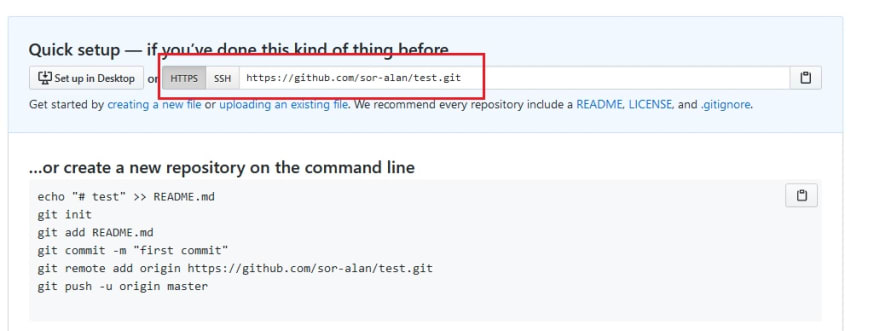 Quick setup — if you've done this kind of thing before
Set up in Desktop or HTTPS SSH https://github.com/sor-alan/test.git
Get started by creating a new file or uploading an existing file. We recommend every repository include a README, LICENSE, and .gitignore.
...or create a new repository on the command line
echo "# test" >> README.md
git init
git add README.md
git commit -m "first commit"
git remote add origin https://github.com/sor-alan/test.git
git push -u origin master